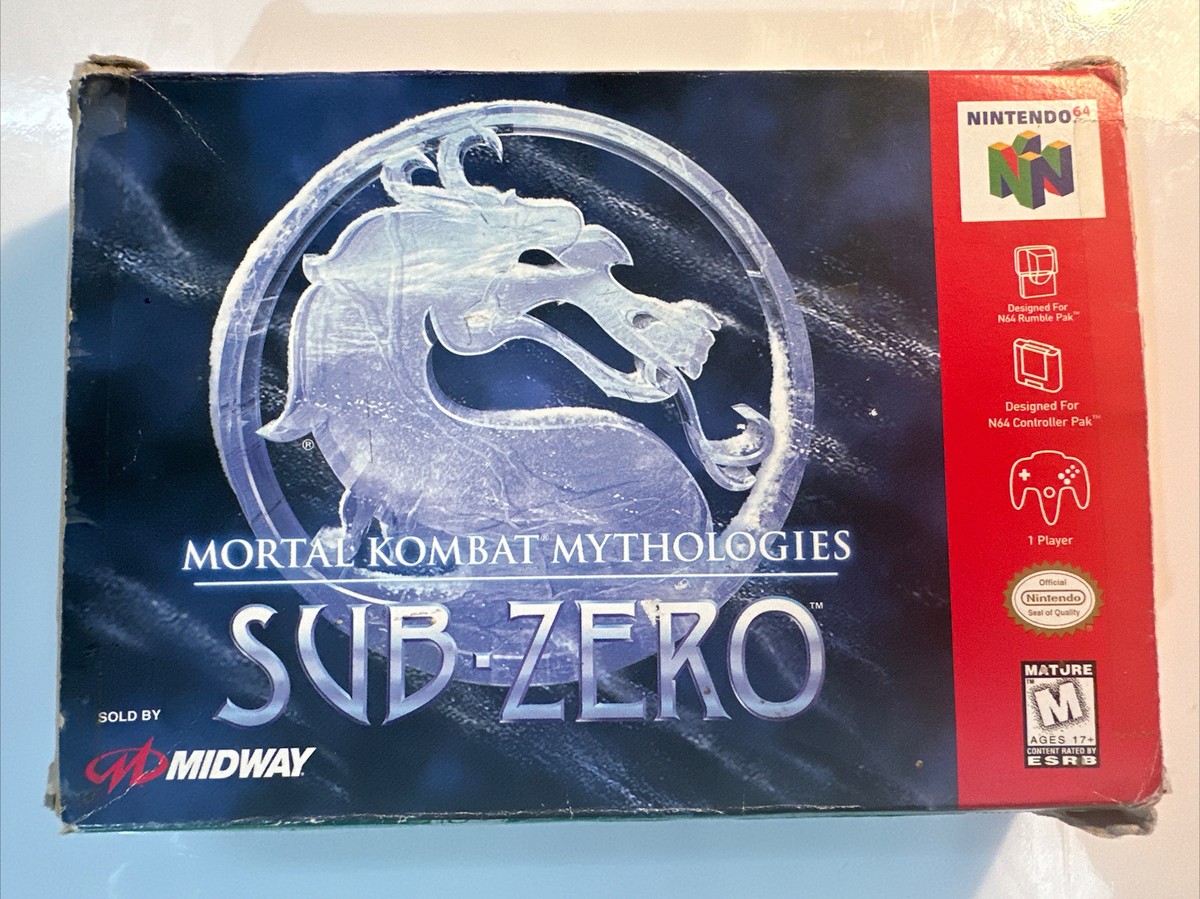 MORTAL KOMBAT® MYTHOLOGIES
SUB-ZERO™
®
SOLD BY
MIDWAY®
NINTENDO64
Designed For
N64 Rumble Pak™
Designed For
N64 Controller Pak™
1 Player
Official
Nintendo
Seal of Quality
MATURE
™
M
AGES 17+
CONTENT RATED BY
ESRB